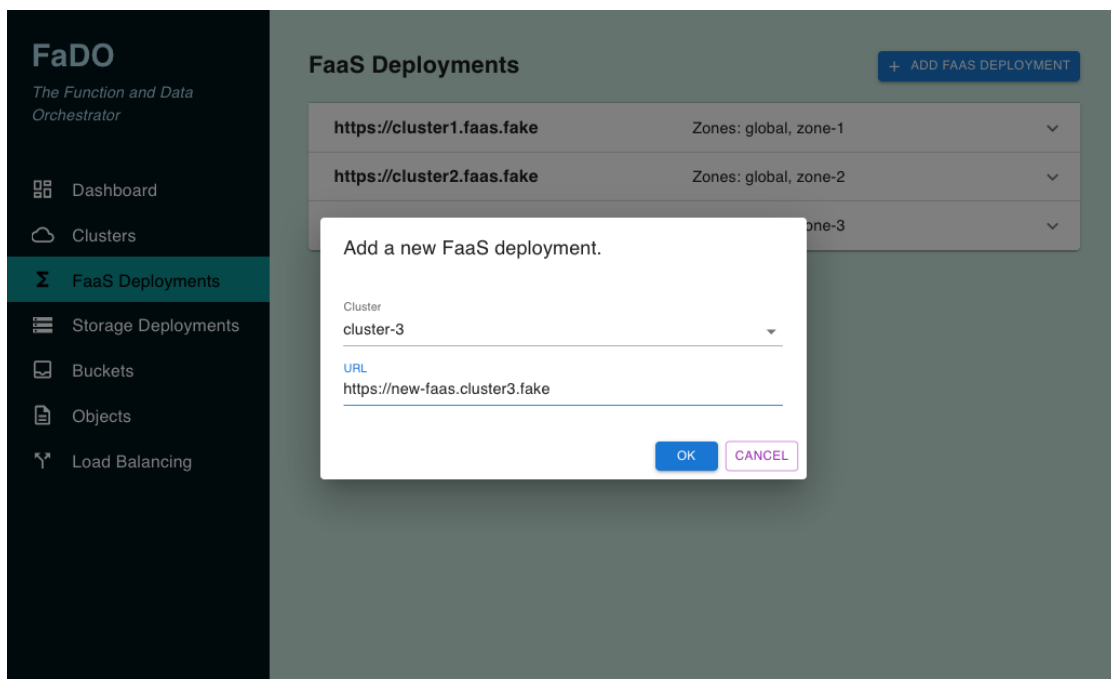 FaDO
The Function and Data
Orchestrator
Dashboard
Clusters
FaaS Deployments
Storage Deployments
Buckets
Objects
Load Balancing
FaaS Deployments
+ ADD FAAS DEPLOYMENT
https://cluster1.faas.fake Zones: global, zone-1
https://cluster2.faas.fake Zones: global, zone-2
Add a new FaaS deployment.
Cluster
cluster-3
URL
https://new-faas.cluster3.fake
OK CANCEL